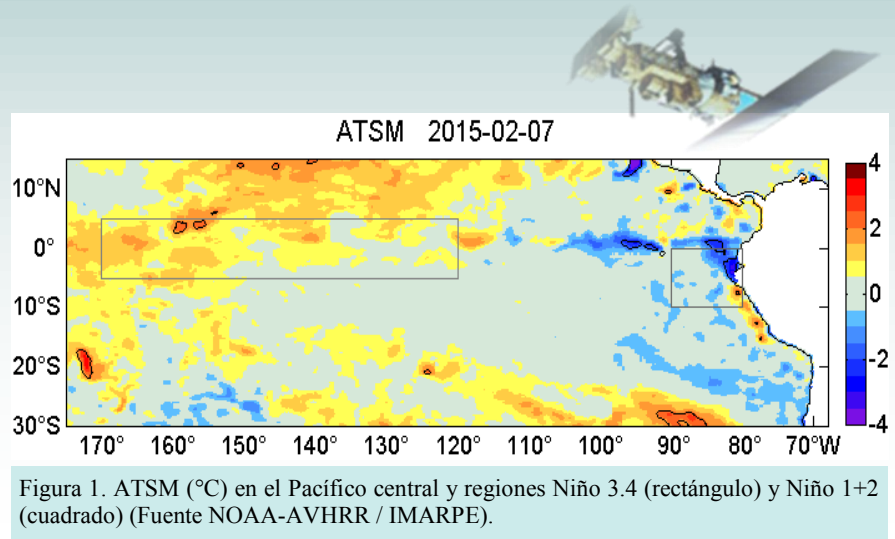 ATSM 2015-02-07
10°N
0°
10°S
20°S
30°S
170° 160° 150° 140° 130° 120° 110° 100° 90° 80° 70°W
4
2
0
-2
-4
Figura 1. ATSM (°C) en el Pacífico central y regiones Niño 3.4 (rectángulo) y Niño 1+2
(cuadrado) (Fuente NOAA-AVHRR / IMARPE).